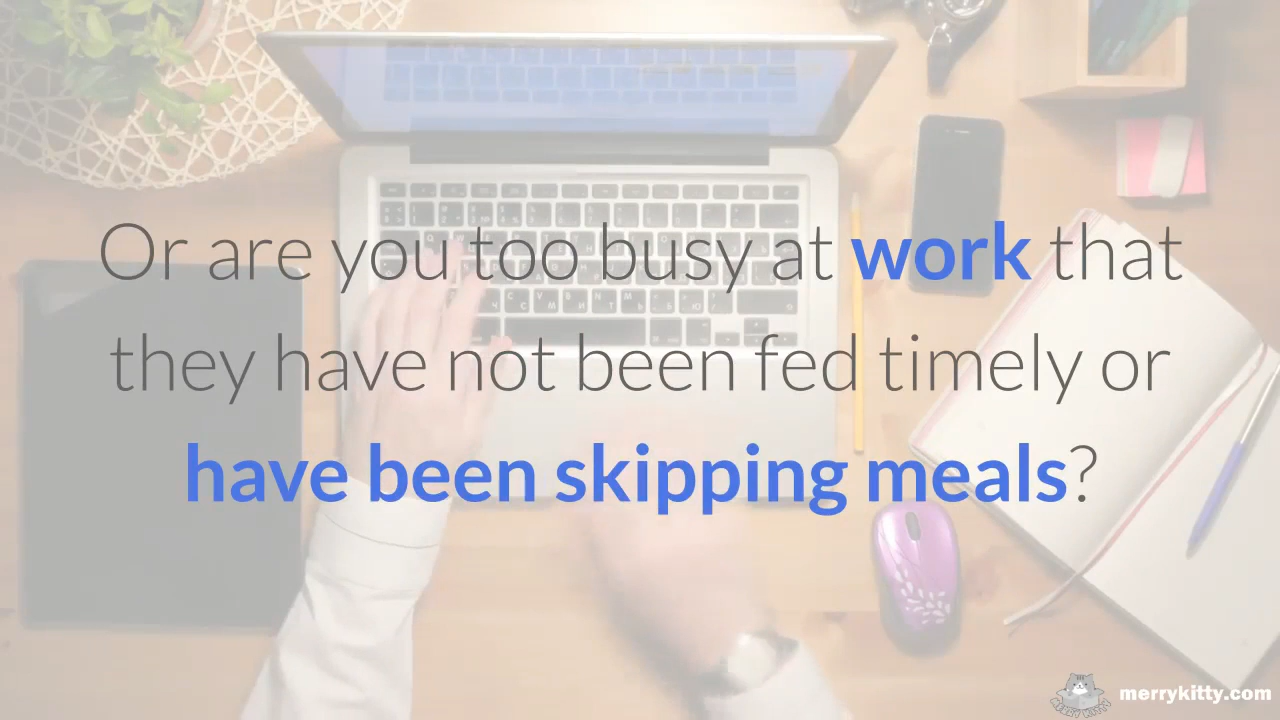 Or are you too busy at work that
they have not been fed timely or
have been skipping meals?
merrykitty.com